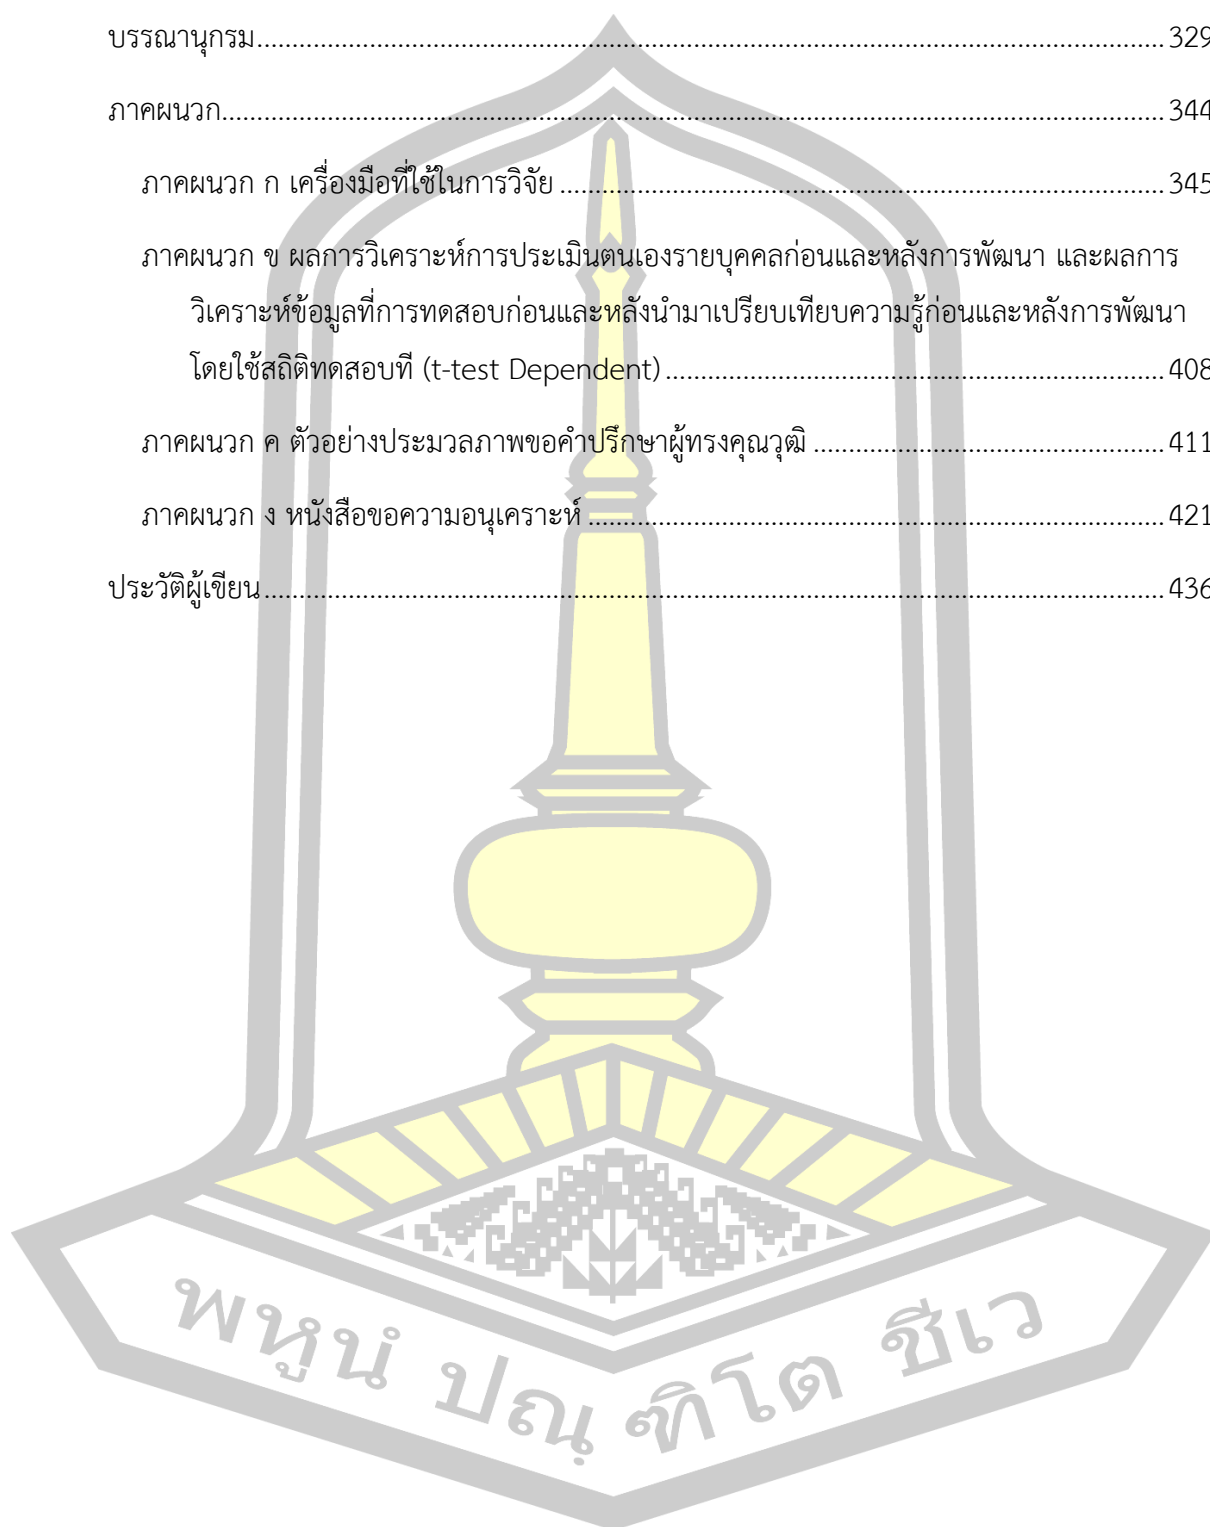 บรรณานุกรม.................................................................................................................. 329
ภาคผนวก....................................................................................................................... 344
ภาคผนวก ก เครื่องมือที่ใช้ในการวิจัย ............................................................................ 345
ภาคผนวก ข ผลการวิเคราะห์การประเมินตนเองรายบุคคลก่อนและหลังการพัฒนา และผลการ
วิเคราะห์ข้อมูลที่การทดสอบก่อนและหลังนำมาเปรียบเทียบความรู้ก่อนและหลังการพัฒนา
โดยใช้สถิติทดสอบที (t-test Dependent) ............................................................... 408
ภาคผนวก ค ตัวอย่างประมวลภาพขอคำปรึกษาผู้ทรงคุณวุฒิ ............................................ 411
ภาคผนวก ง หนังสือขอความอนุเคราะห์ ......................................................................... 421
ประวัติผู้เขียน .................................................................................................................. 436
พหูนํ ปณฺฑิโต ชีเว